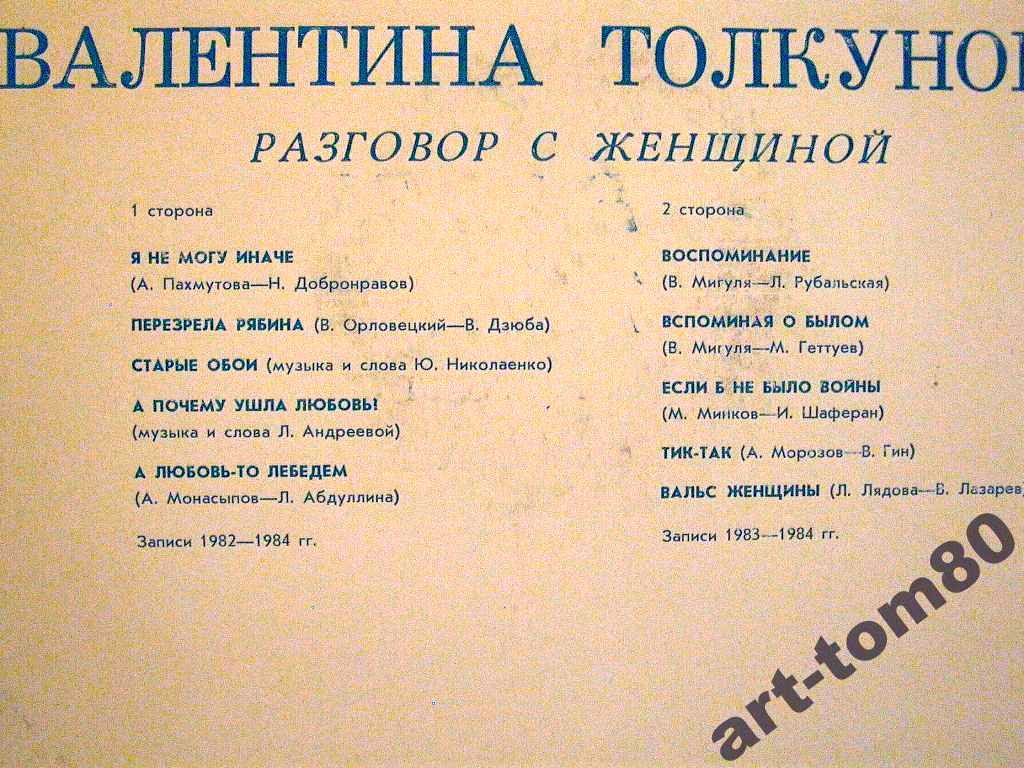 ВАЛЕНТИНА ТОЛКУНОВ
РАЗГОВОР С ЖЕНЩИНОЙ
1 сторона
Я НЕ МОГУ ИНАЧЕ
(А. Пахмутова—Н. Добронравов)
ПЕРЕЗРЕЛА РЯБИНА (В. Орловецкий—В. Дзюба)
СТАРЫЕ ОБОИ (музыка и слова Ю. Николаенко)
А ПОЧЕМУ УШЛА ЛЮБОВЬ?
(музыка и слова Л. Андреевой)
А ЛЮБОВЬ-ТО ЛЕБЕДЕМ
(А. Монасыпов—Л. Абдуллина)
Записи 1982—1984 гг.
2 сторона
ВОСПОМИНАНИЕ
(В. Мигуля—Л. Рубальская)
ВСПОМИНАЯ О БЫЛОМ
(В. Мигуля—М. Геттуев)
ЕСЛИ Б НЕ БЫЛО ВОЙНЫ
(М. Минков—И. Шаферан)
ТИК-ТАК (А. Морозов—В. Гин)
ВАЛЬС ЖЕНЩИНЫ (Л. Лядова—В. Лазарев)
Записи 1983—1984 гг.
art-tom80